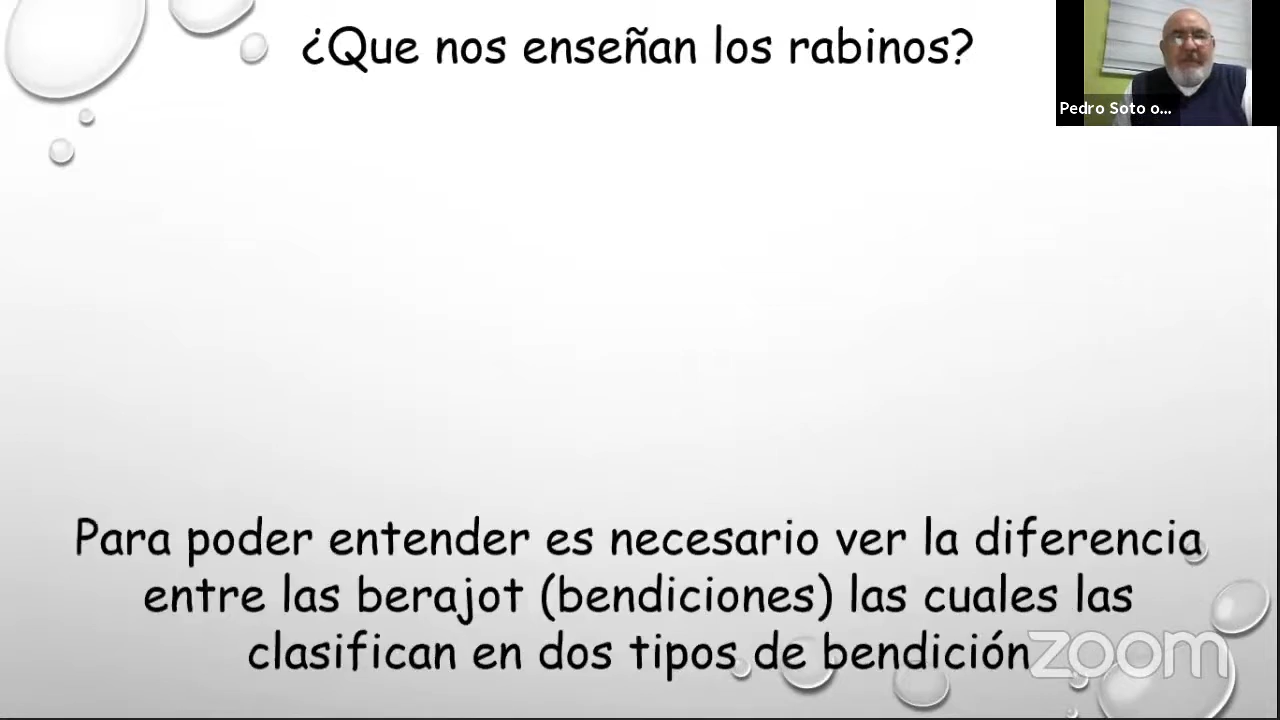 ¿Que nos enseñan los rabinos?
Pedro Soto o...
Para poder entender es necesario ver la diferencia
entre las berajot (bendiciones) las cuales las
clasifican en dos tipos de bendición
zoom